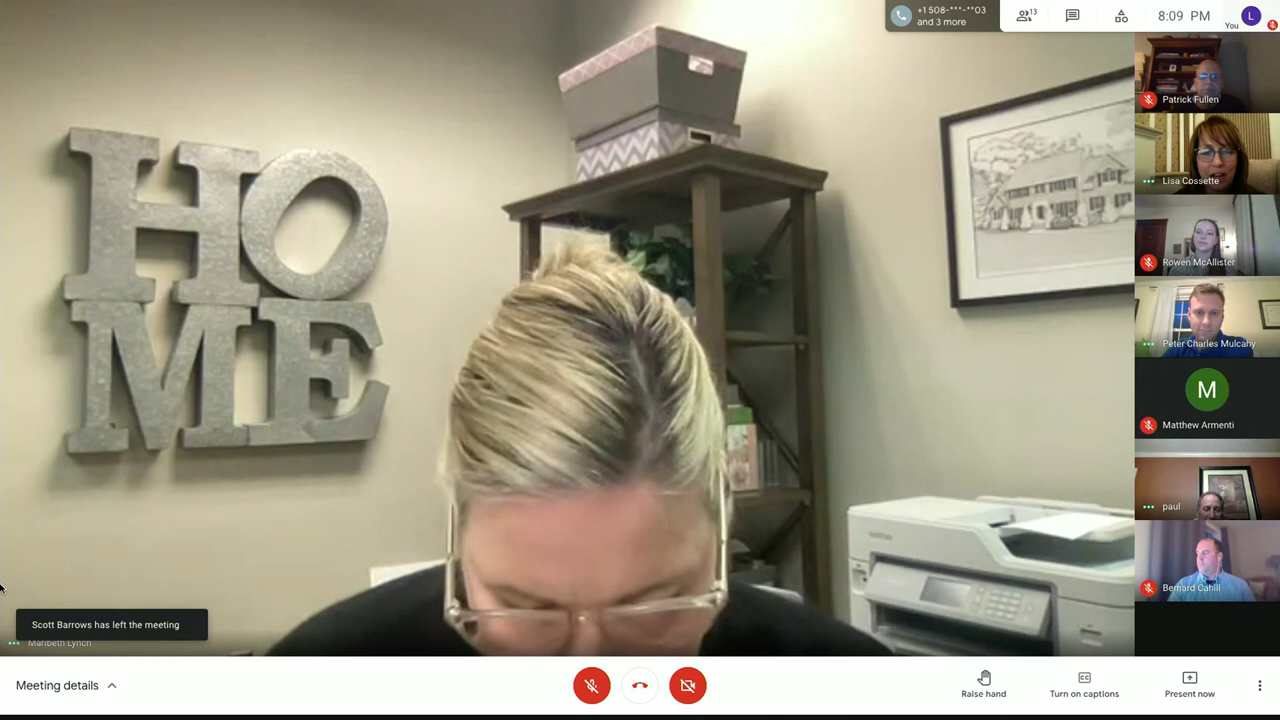 +1 508-***-**03
and 3 more
13
8:09 PM
You
L
Patrick Fullen
Lisa Cossette
Rowen McAllister
Peter Charles Mulcahy
M
Matthew Armenti
paul
Bernard Cahill
HO
ME
Scott Barrows has left the meeting
Maribeth Lynch
Meeting details
Raise hand
CC
Turn on captions
Present now